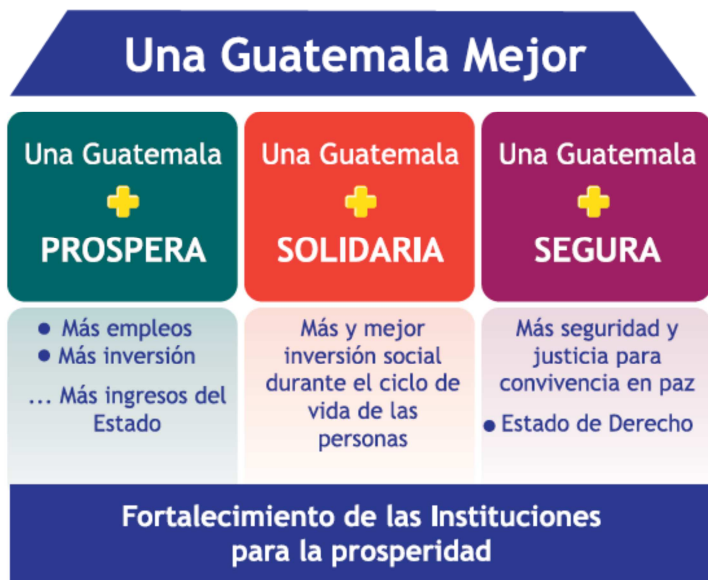 Una Guatemala Mejor
Una Guatemala
+
PROSPERA
• Más empleos
• Más inversión
... Más ingresos del
Estado
Una Guatemala
+
SOLIDARIA
Más y mejor
inversión social
durante el ciclo de
vida de las
personas
Una Guatemala
+
SEGURA
Más seguridad y
justicia para
convivencia en paz
• Estado de Derecho
Fortalecimiento de las Instituciones
para la prosperidad